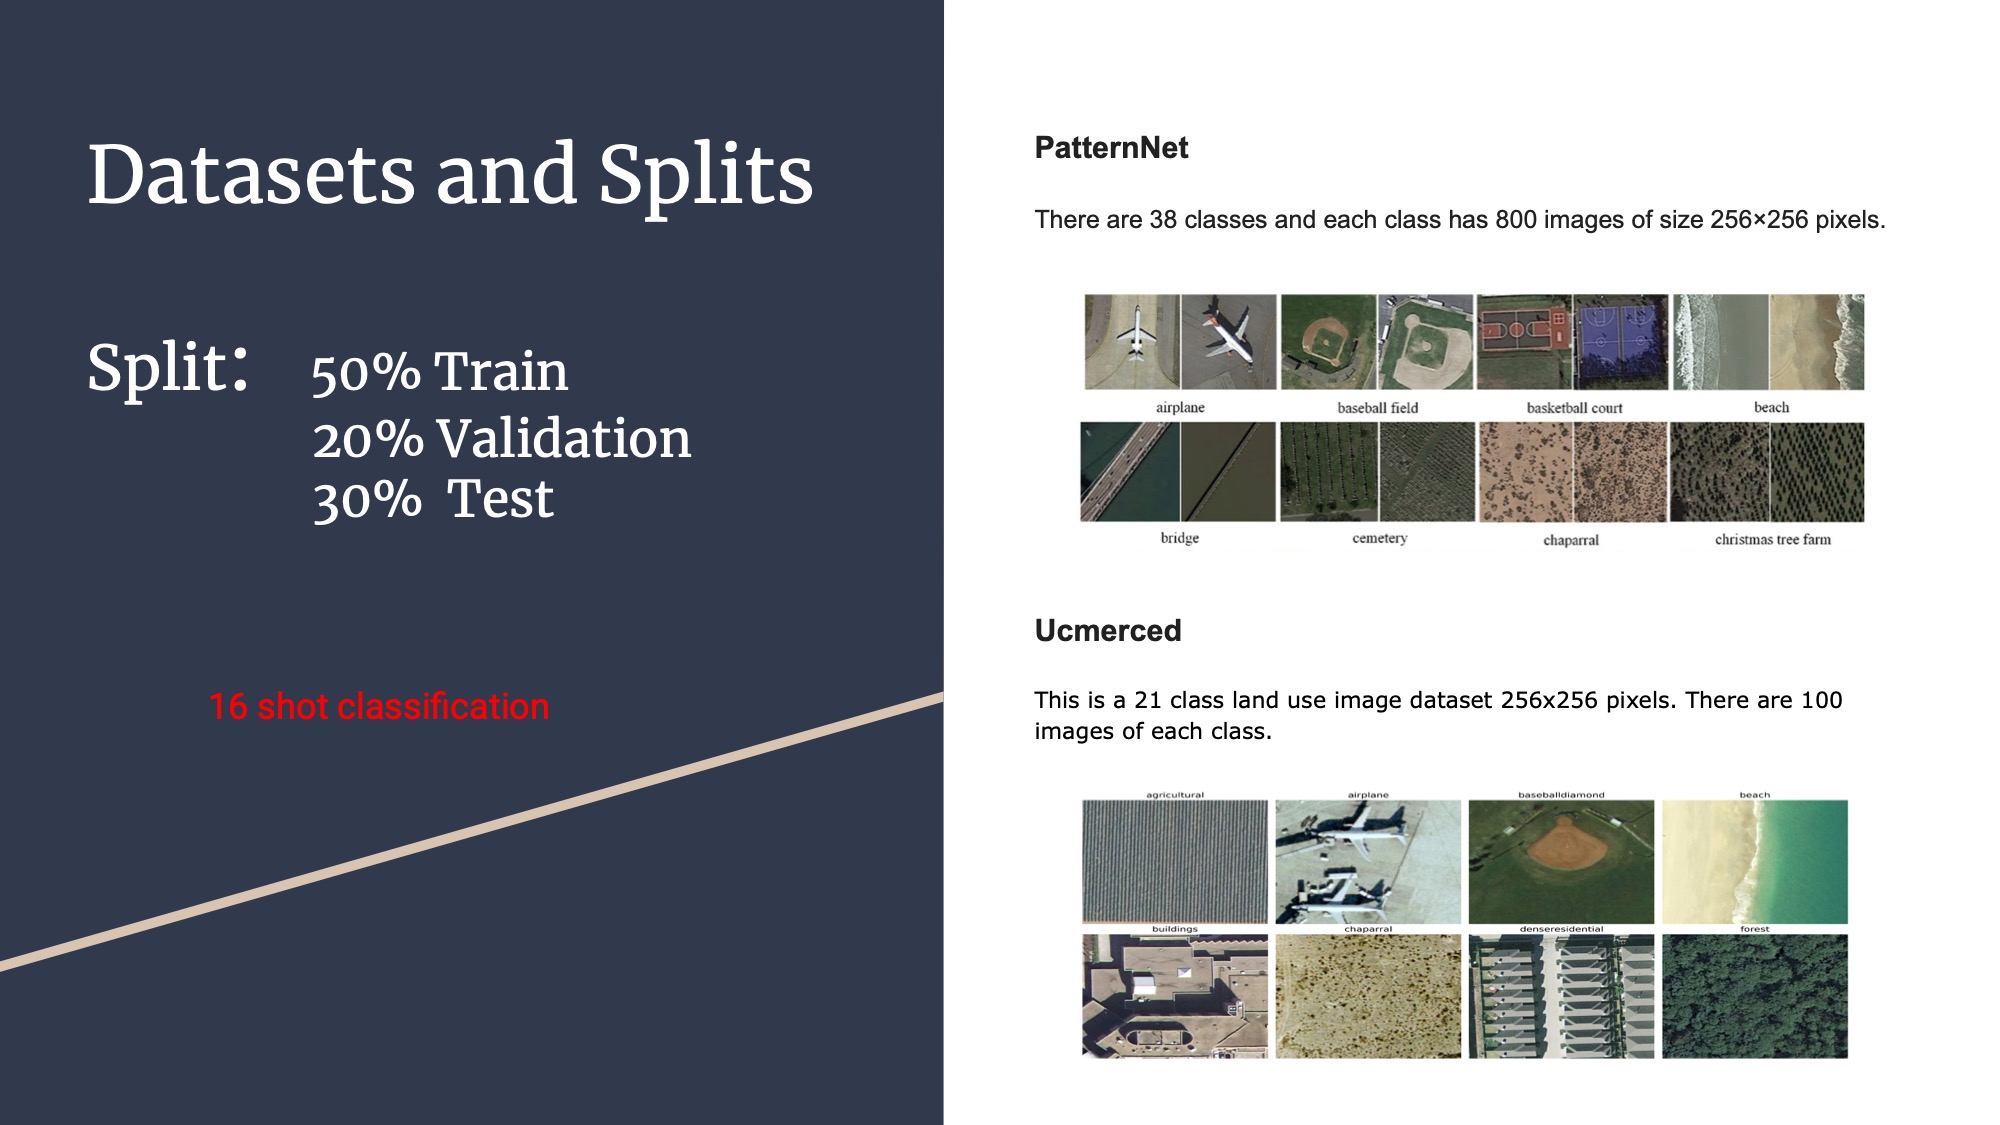 Datasets and Splits
Split: 50% Train
20% Validation
30% Test
16 shot classification
PatternNet
There are 38 classes and each class has 800 images of size 256×256 pixels.
airplane baseball field basketball court beach
bridge cemetery chaparral christmas tree farm
Ucmerced
This is a 21 class land use image dataset 256x256 pixels. There are 100
images of each class.
agricultural airplane baseballdiamond beach
buildings chaparral denseresidential forest